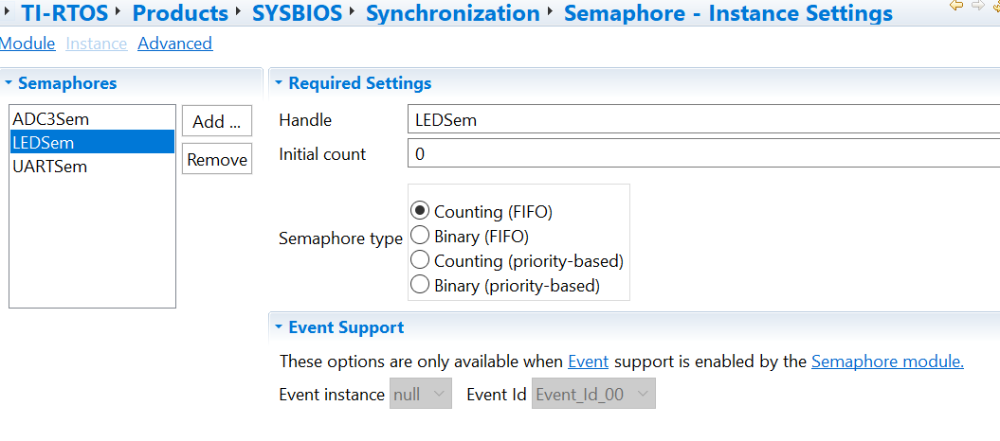 TI-RTOS Products SYSBIOS Synchronization Semaphore - Instance Settings
Module Instance Advanced
Semaphores
ADC3Sem
LEDSem
UARTSem
Add ...
Remove
Required Settings
Handle LEDSem
Initial count 0
Semaphore type
Counting (FIFO)
Binary (FIFO)
Counting (priority-based)
Binary (priority-based)
Event Support
These options are only available when Event support is enabled by the Semaphore module.
Event instance null Event Id Event_Id_00